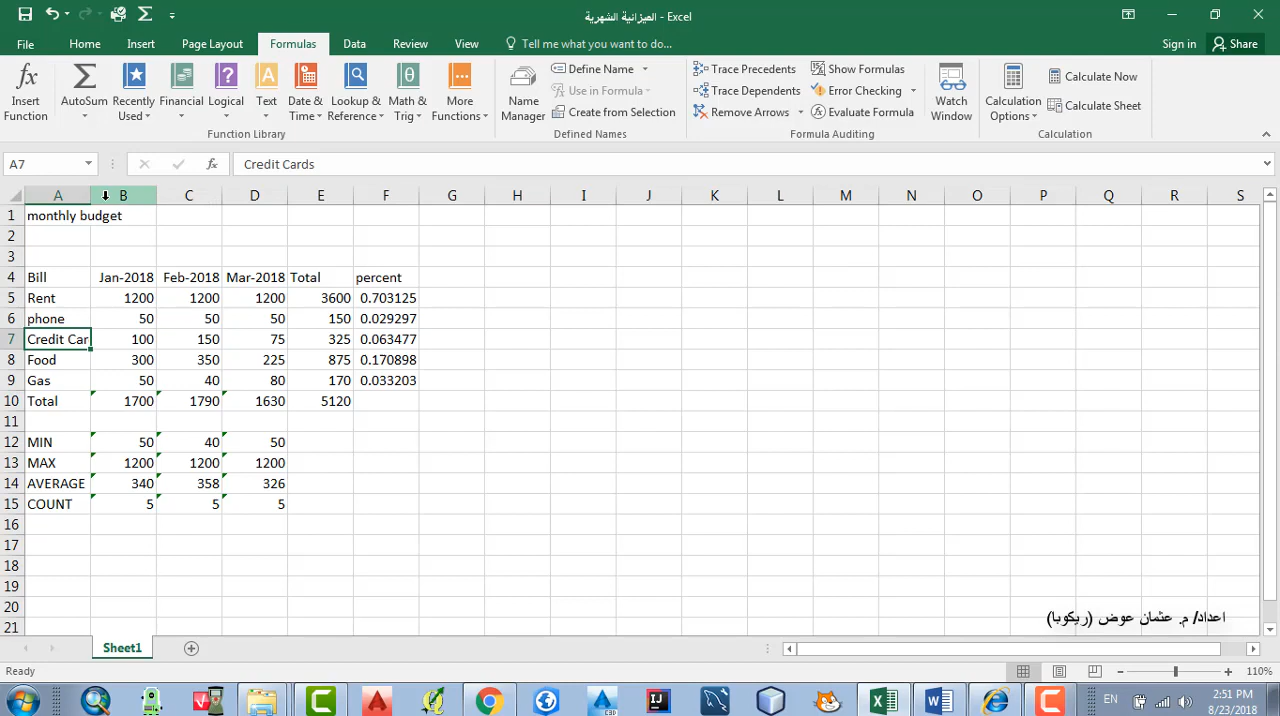 الميزانية الشهرية - Excel
File Home Insert Page Layout Formulas Data Review View Tell me what you want to do... Sign in Share
Insert Function AutoSum Recently Used Financial Logical Text Date & Time Lookup & Reference Math & Trig More Functions
Function Library
Name Manager Define Name Use in Formula Create from Selection
Defined Names
Trace Precedents Show Formulas
Trace Dependents Error Checking
Remove Arrows Evaluate Formula
Formula Auditing
Watch Window
Calculation Options Calculate Now Calculate Sheet
Calculation
A7 fx Credit Cards
A B C D E F G H I J K L M N O P Q R S
1 monthly budget
2
3
4 Bill Jan-2018 Feb-2018 Mar-2018 Total percent
5 Rent 1200 1200 1200 3600 0.703125
6 phone 50 50 50 150 0.029297
7 Credit Car 100 150 75 325 0.063477
8 Food 300 350 225 875 0.170898
9 Gas 50 40 80 170 0.033203
10 Total 1700 1790 1630 5120
11
12 MIN 50 40 50
13 MAX 1200 1200 1200
14 AVERAGE 340 358 326
15 COUNT 5 5 5
16
17
18
19
20
21
اعداد/ م. عثمان عوض (ريكوبا)
Sheet1
Ready 110%
EN 2:51 PM
8/23/2018